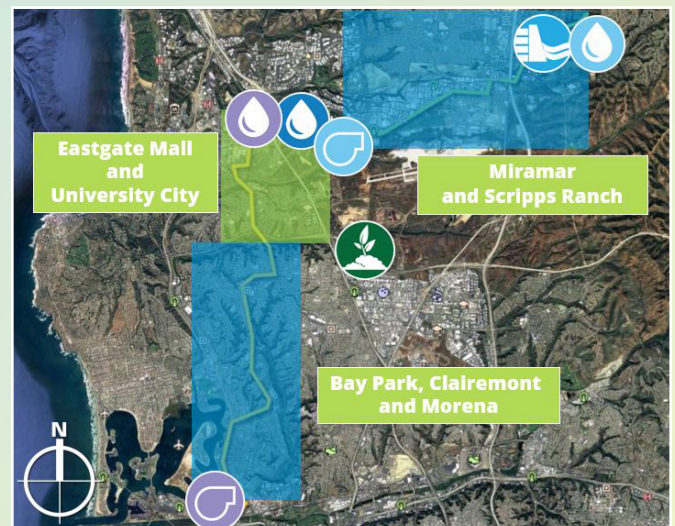 Eastgate Mall
and
University City
Miramar
and Scripps Ranch
Bay Park, Clairemont
and Morena
N